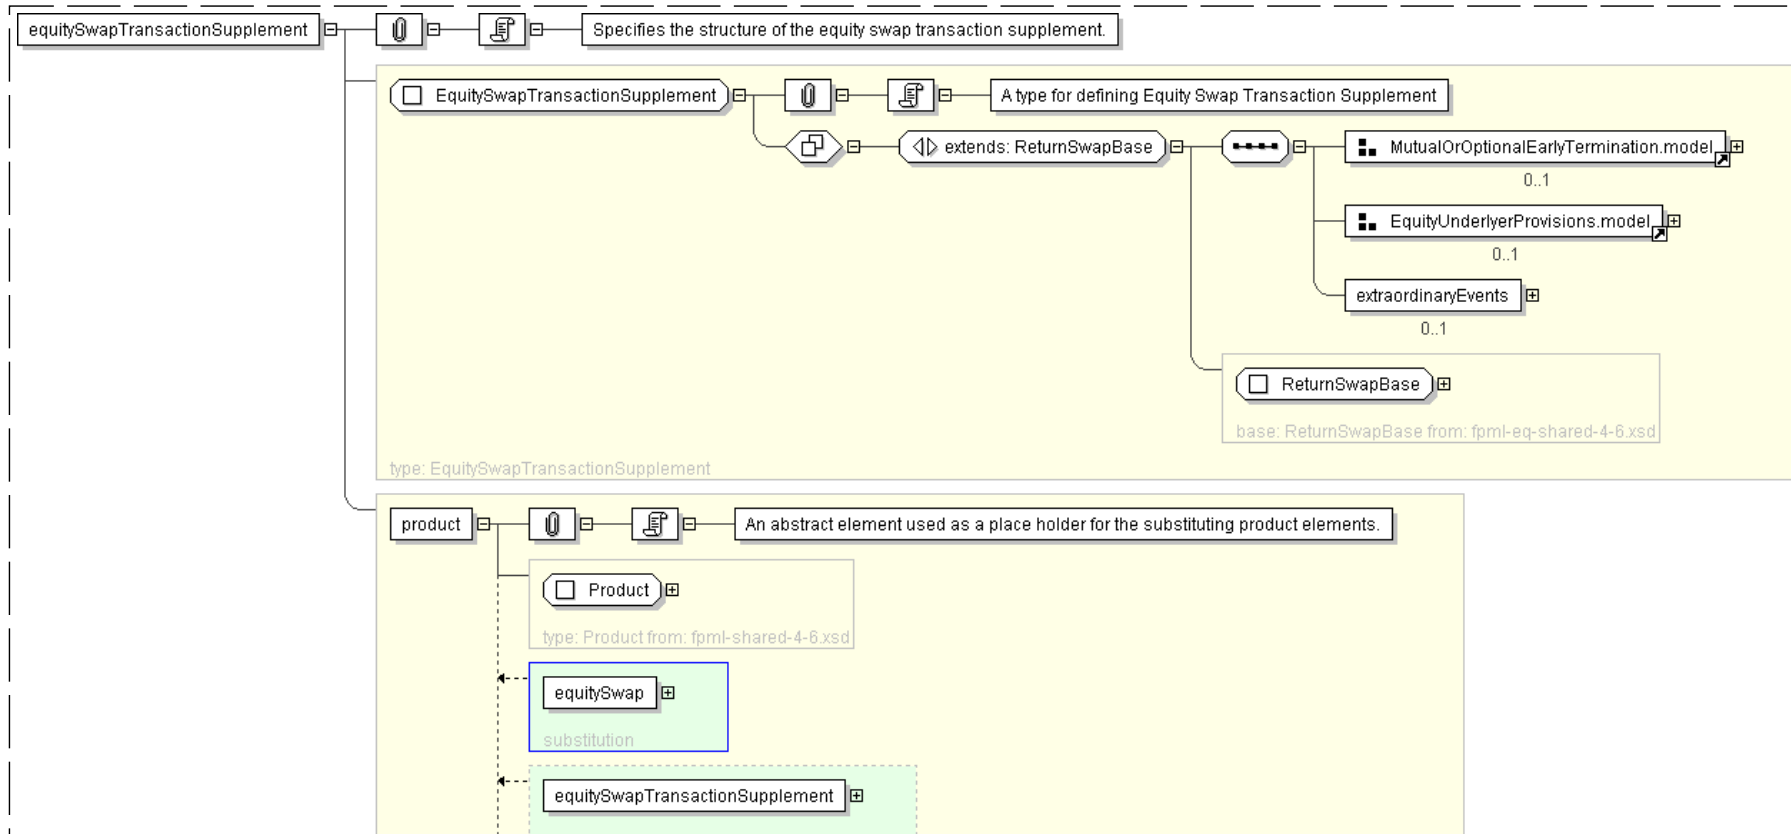 equitySwapTransactionSupplement
Specifies the structure of the equity swap transaction supplement.
EquitySwapTransactionSupplement
A type for defining Equity Swap Transaction Supplement
extends: ReturnSwapBase
MutualOrOptionalEarlyTermination.model
0..1
EquityUnderlyerProvisions.model
0..1
extraordinaryEvents
0..1
ReturnSwapBase
base: ReturnSwapBase from: fpml-eq-shared-4-6.xsd
type: EquitySwapTransactionSupplement
product
An abstract element used as a place holder for the substituting product elements.
Product
type: Product from: fpml-shared-4-6.xsd
equitySwap
substitution
equitySwapTransactionSupplement